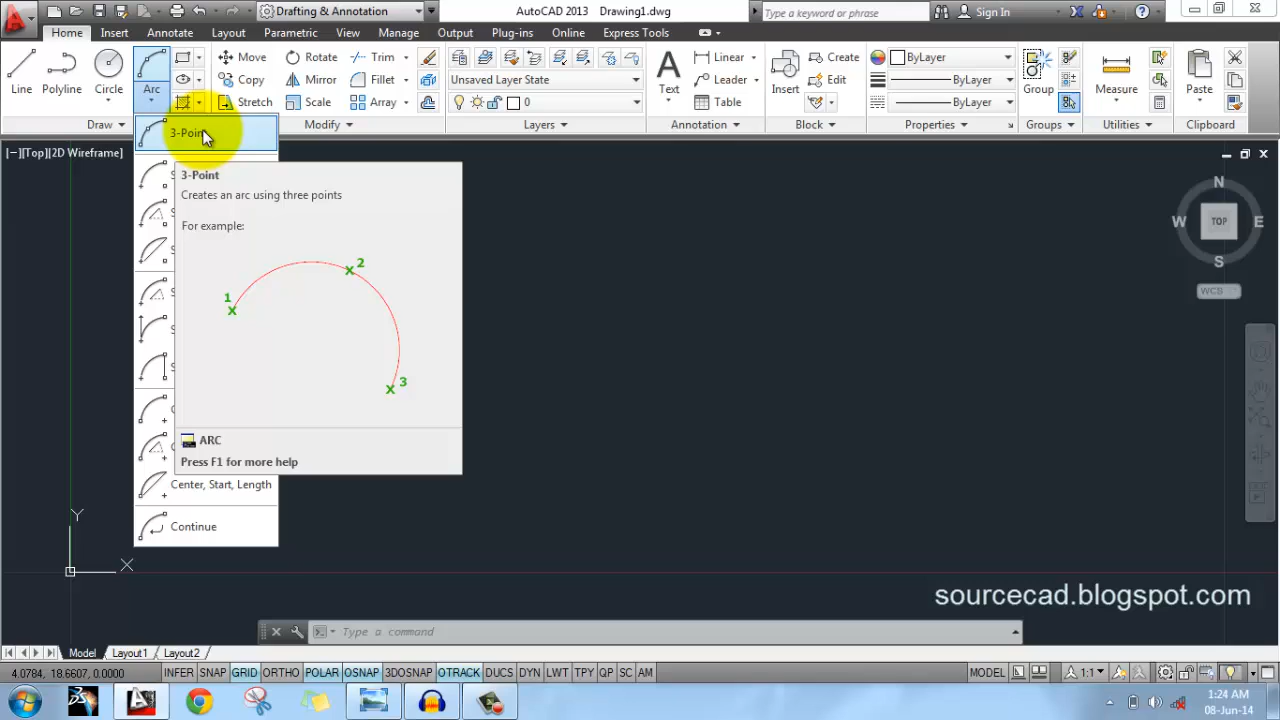 Drafting & Annotation
AutoCAD 2013 Drawing1.dwg
Type a keyword or phrase
Sign In
Home Insert Annotate Layout Parametric View Manage Output Plug-ins Online Express Tools
Line
Polyline
Circle
Arc
Move
Copy
Stretch
Rotate
Mirror
Scale
Trim
Fillet
Array
Unsaved Layer State
0
Text
Linear
Leader
Table
Insert
Create
Edit
ByLayer
ByLayer
ByLayer
Group
Measure
Paste
Draw Modify Layers Annotation Block Properties Groups Utilities Clipboard
3-Point
[−][Top][2D Wireframe]
3-Point
Creates an arc using three points
For example:
1
2
3
ARC
Press F1 for more help
Center, Start, Length
Continue
N
W TOP E
S
WCS
Y
X
sourcecad.blogspot.com
Type a command
Model Layout1 Layout2
4.0784, 18.6607, 0.0000 INFER SNAP GRID ORTHO POLAR OSNAP 3DOSNAP OTRACK DUCS DYN LWT TPY QP SC AM MODEL 1:1
1:24 AM
08-Jun-14